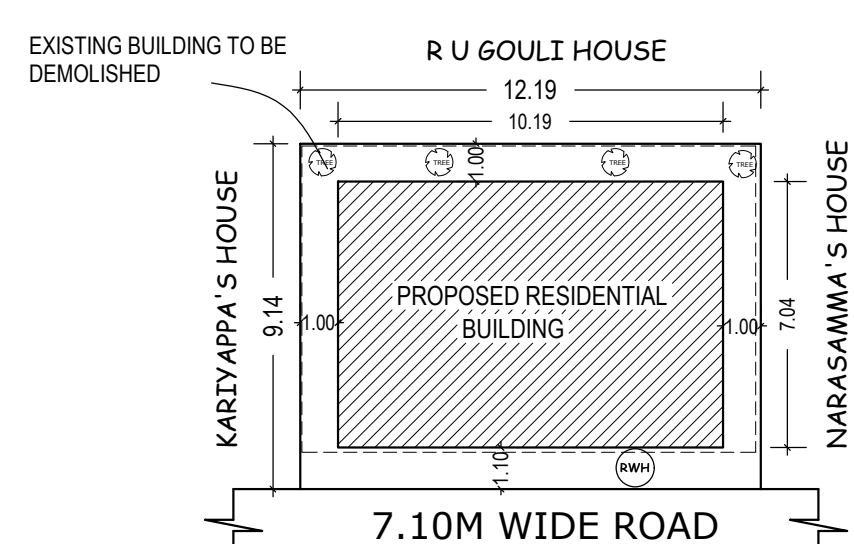 EXISTING BUILDING TO BE
DEMOLISHED
R U GOULI HOUSE
12.19
10.19
TREE
TREE
TREE
TREE
1.00
KARIYAPPA'S HOUSE
9.14
1.00
PROPOSED RESIDENTIAL
BUILDING
1.00
7.04
NARASAMMA'S HOUSE
1.10
RWH
7.10M WIDE ROAD